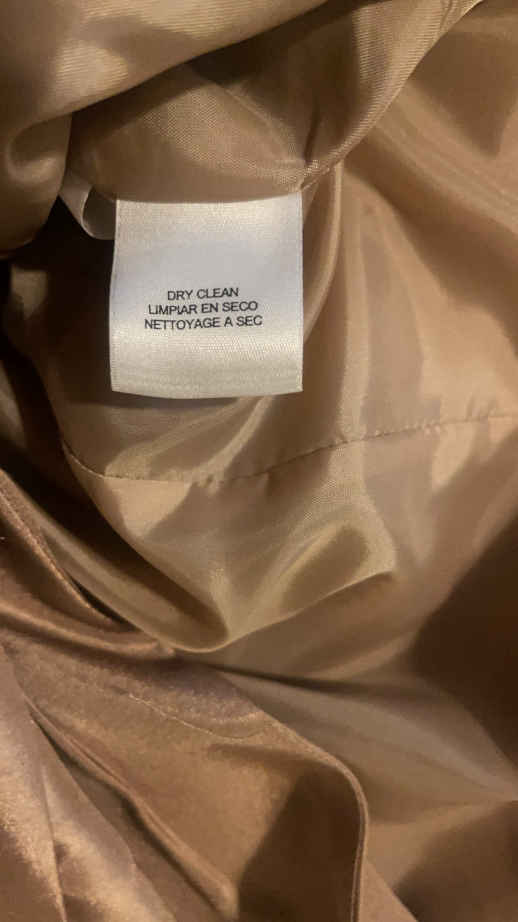 DRY CLEAN
LIMPIAR EN SECO
NETTOYAGE A SEC